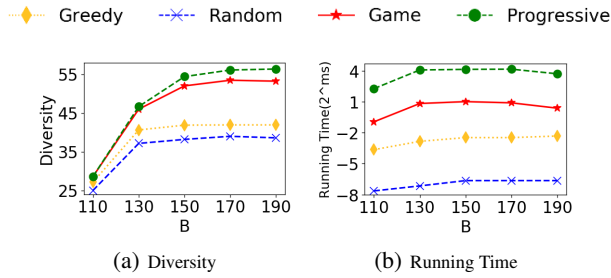 Greedy Random Game Progressive
Diversity
55
45
35
25
110 130 150 170 190
B
(a) Diversity
Running Time(2^ms)
4
1
−2
−5
−8
110 130 150 170 190
B
(b) Running Time